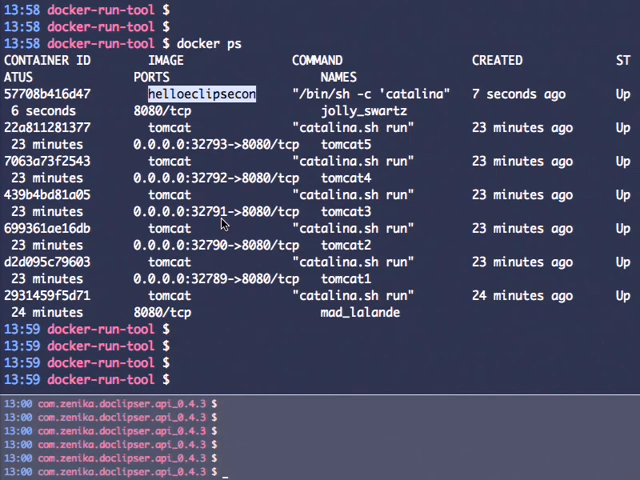 13:58 docker-run-tool $
13:58 docker-run-tool $
13:58 docker-run-tool $ docker ps
CONTAINER ID IMAGE COMMAND CREATED ST
ATUS PORTS NAMES
57708b416d47 helloeclipsecon "/bin/sh -c 'catalina" 7 seconds ago Up
6 seconds 8080/tcp jolly_swartz
22a811281377 tomcat "catalina.sh run" 23 minutes ago Up
23 minutes 0.0.0.0:32793->8080/tcp tomcat5
7063a73f2543 tomcat "catalina.sh run" 23 minutes ago Up
23 minutes 0.0.0.0:32792->8080/tcp tomcat4
439b4bd81a05 tomcat "catalina.sh run" 23 minutes ago Up
23 minutes 0.0.0.0:32791->8080/tcp tomcat3
699361ae16db tomcat "catalina.sh run" 23 minutes ago Up
23 minutes 0.0.0.0:32790->8080/tcp tomcat2
d2d095c79603 tomcat "catalina.sh run" 23 minutes ago Up
23 minutes 0.0.0.0:32789->8080/tcp tomcat1
2931459f5d71 tomcat "catalina.sh run" 24 minutes ago Up
24 minutes 8080/tcp mad_lalande
13:59 docker-run-tool $
13:59 docker-run-tool $
13:59 docker-run-tool $
13:59 docker-run-tool $
13:00 com.zenika.doclipser.api_0.4.3 $
13:00 com.zenika.doclipser.api_0.4.3 $
13:00 com.zenika.doclipser.api_0.4.3 $
13:00 com.zenika.doclipser.api_0.4.3 $
13:00 com.zenika.doclipser.api_0.4.3 $
13:00 com.zenika.doclipser.api_0.4.3 $ _